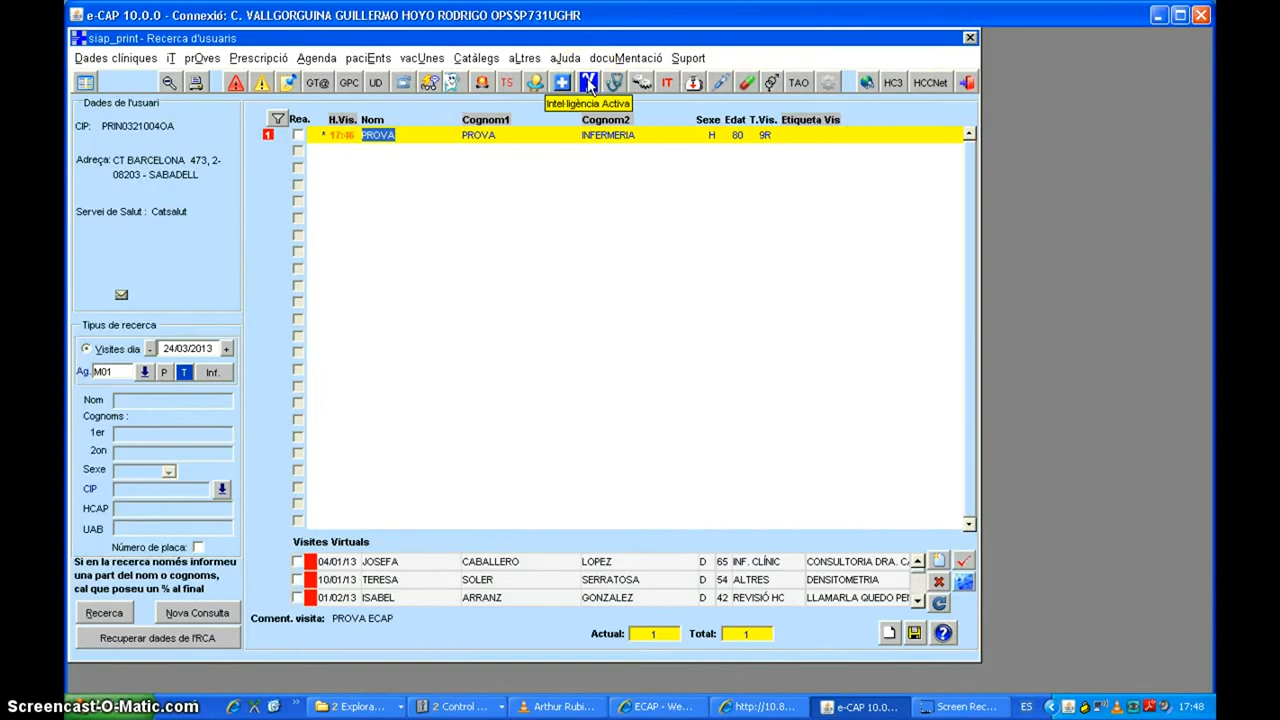 e-CAP 10.0.0 - Connexió: C. VALLGORGUINA GUILLERMO HOYO RODRIGO OPS$P731UGHR
siap_print - Recerca d'usuaris
Dades clíniques iT prOves Prescripció Agenda paciEnts vacUnes Catàlegs aLtres aJuda docuMentació Suport
GT@ GPC UD TS IT TAO HC3 HCCNet
Intel·ligència Activa
Dades de l'usuari
CIP: PRIN0321004OA
Adreça: CT BARCELONA 473, 2-
08203 - SABADELL
Servei de Salut : Catsalut
Rea. H.Vis. Nom Cognom1 Cognom2 Sexe Edat T.Vis. Etiqueta Vis
1 * 17:46 PROVA PROVA INFERMERIA H 80 9R
Tipus de recerca
Visites dia - 24/03/2013 +
Ag. M01 P T Inf.
Nom
Cognoms :
1er
2on
Sexe
CIP
HCAP
UAB
Número de placa:
Si en la recerca només informeu
una part del nom o cognoms,
cal que poseu un % al final
Recerca Nova Consulta
Recuperar dades de l'RCA
Visites Virtuals
04/01/13 JOSEFA CABALLERO LOPEZ D 65 INF. CLÍNIC CONSULTORIA DRA. C
10/01/13 TERESA SOLER SERRATOSA D 54 ALTRES DENSITOMETRIA
01/02/13 ISABEL ARRANZ GONZALEZ D 42 REVISIÓ HC LLAMARLA QUEDO PE
Coment. visita: PROVA ECAP
Actual: 1 Total: 1
Screencast-O-Matic.com
2 Explora... 2 Control ... Arthur Rubi... ECAP - We... http://10.8... e-CAP 10.0... Screen Rec... ES 17:48